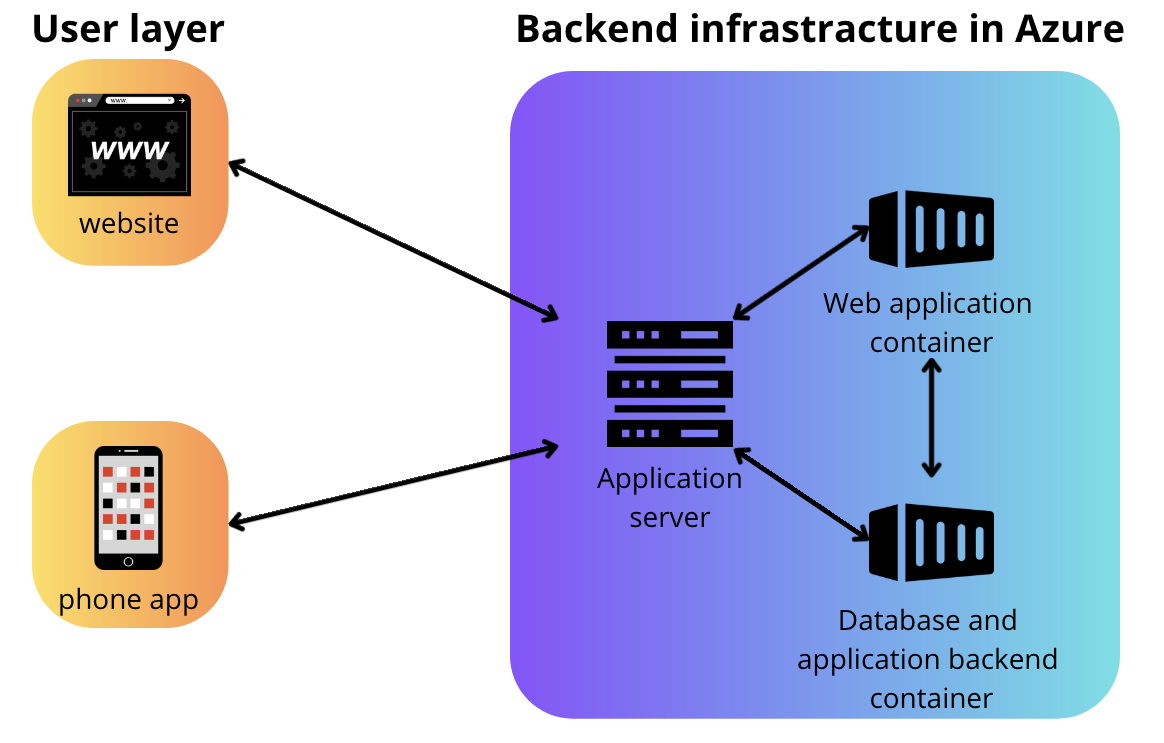 User layer
Backend infrastracture in Azure
www.
www
website
Web application
container
Application
server
phone app
Database and
application backend
container